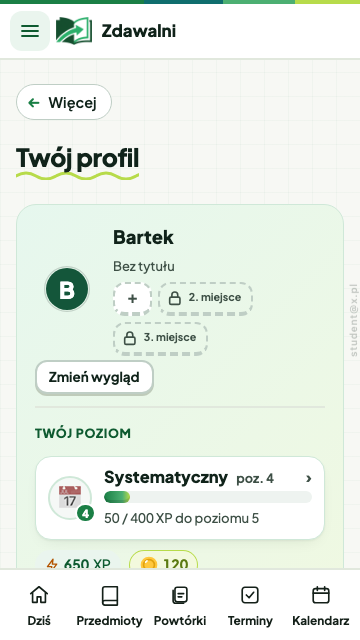 Zdawalni
Więcej
Twój profil
Bartek
Bez tytułu
B
+
2. miejsce
3. miejsce
Zmień wygląd
student@x.pl
TWÓJ POZIOM
Systematyczny poz. 4
17
4
50 / 400 XP do poziomu 5
650 XP
120
Dziś
Przedmioty
Powtórki
Terminy
Kalendarz